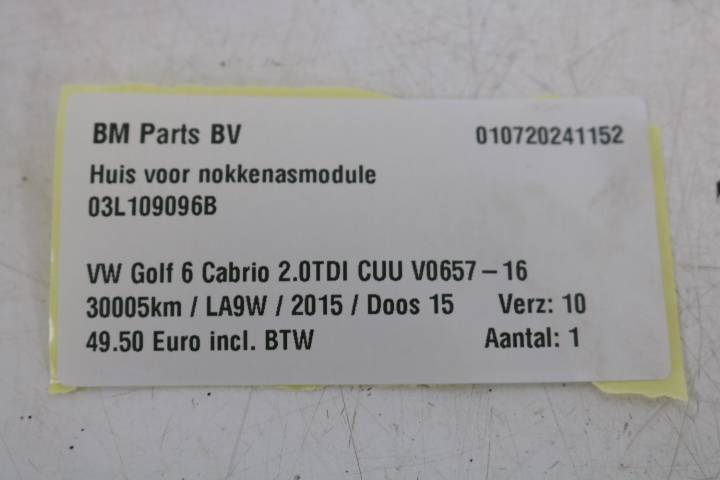 BM Parts BV 010720241152
Huis voor nokkenasmodule
03L109096B
VW Golf 6 Cabrio 2.0TDI CUU V0657-16
30005km / LA9W / 2015 / Doos 15 Verz: 10
49.50 Euro incl. BTW Aantal: 1